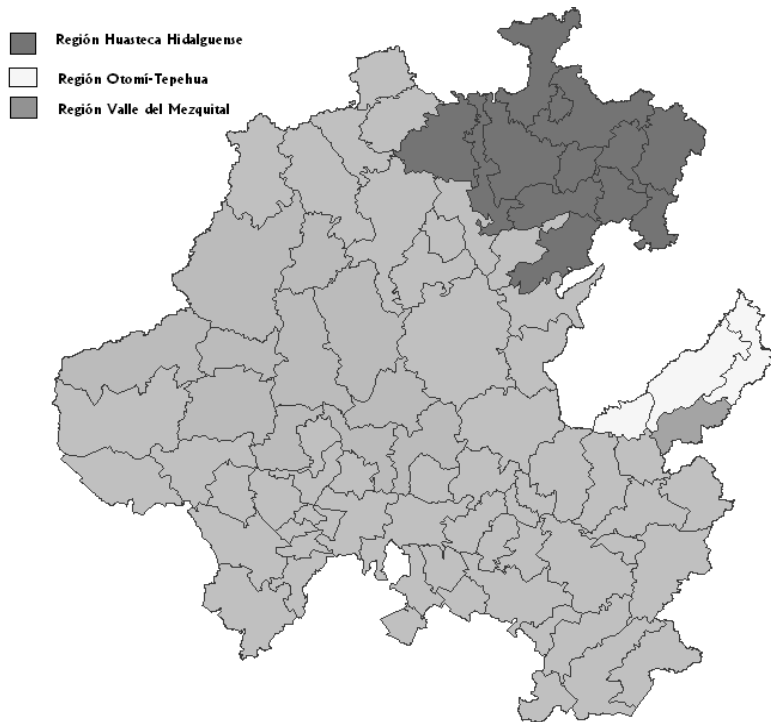 Región Huasteca Hidalguense
Región Otomí-Tepehua
Región Valle del Mezquital